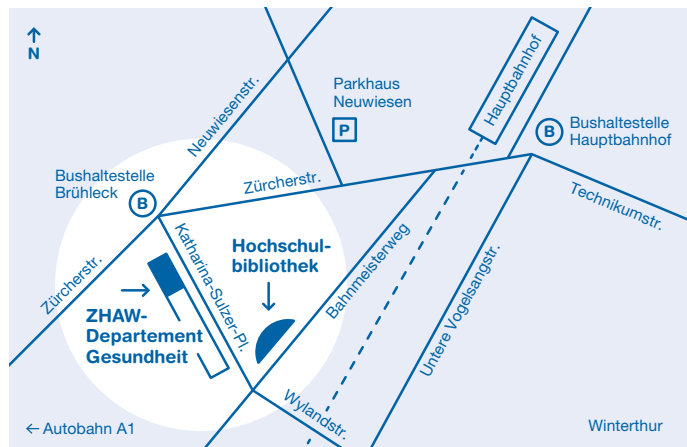 N
Neuwiesenstr.
Parkhaus
Neuwiesen
P
Hauptbahnhof
B
Bushaltestelle
Hauptbahnhof
Bushaltestelle
Brühleck
B
Zürcherstr.
Technikumstr.
Zürcherstr.
Katharina-Sulzer-Pl.
Hochschul-
bibliothek
Bahnmeisterweg
Untere Vogelsangstr.
ZHAW-
Departement
Gesundheit
Wylandstr.
← Autobahn A1
Winterthur